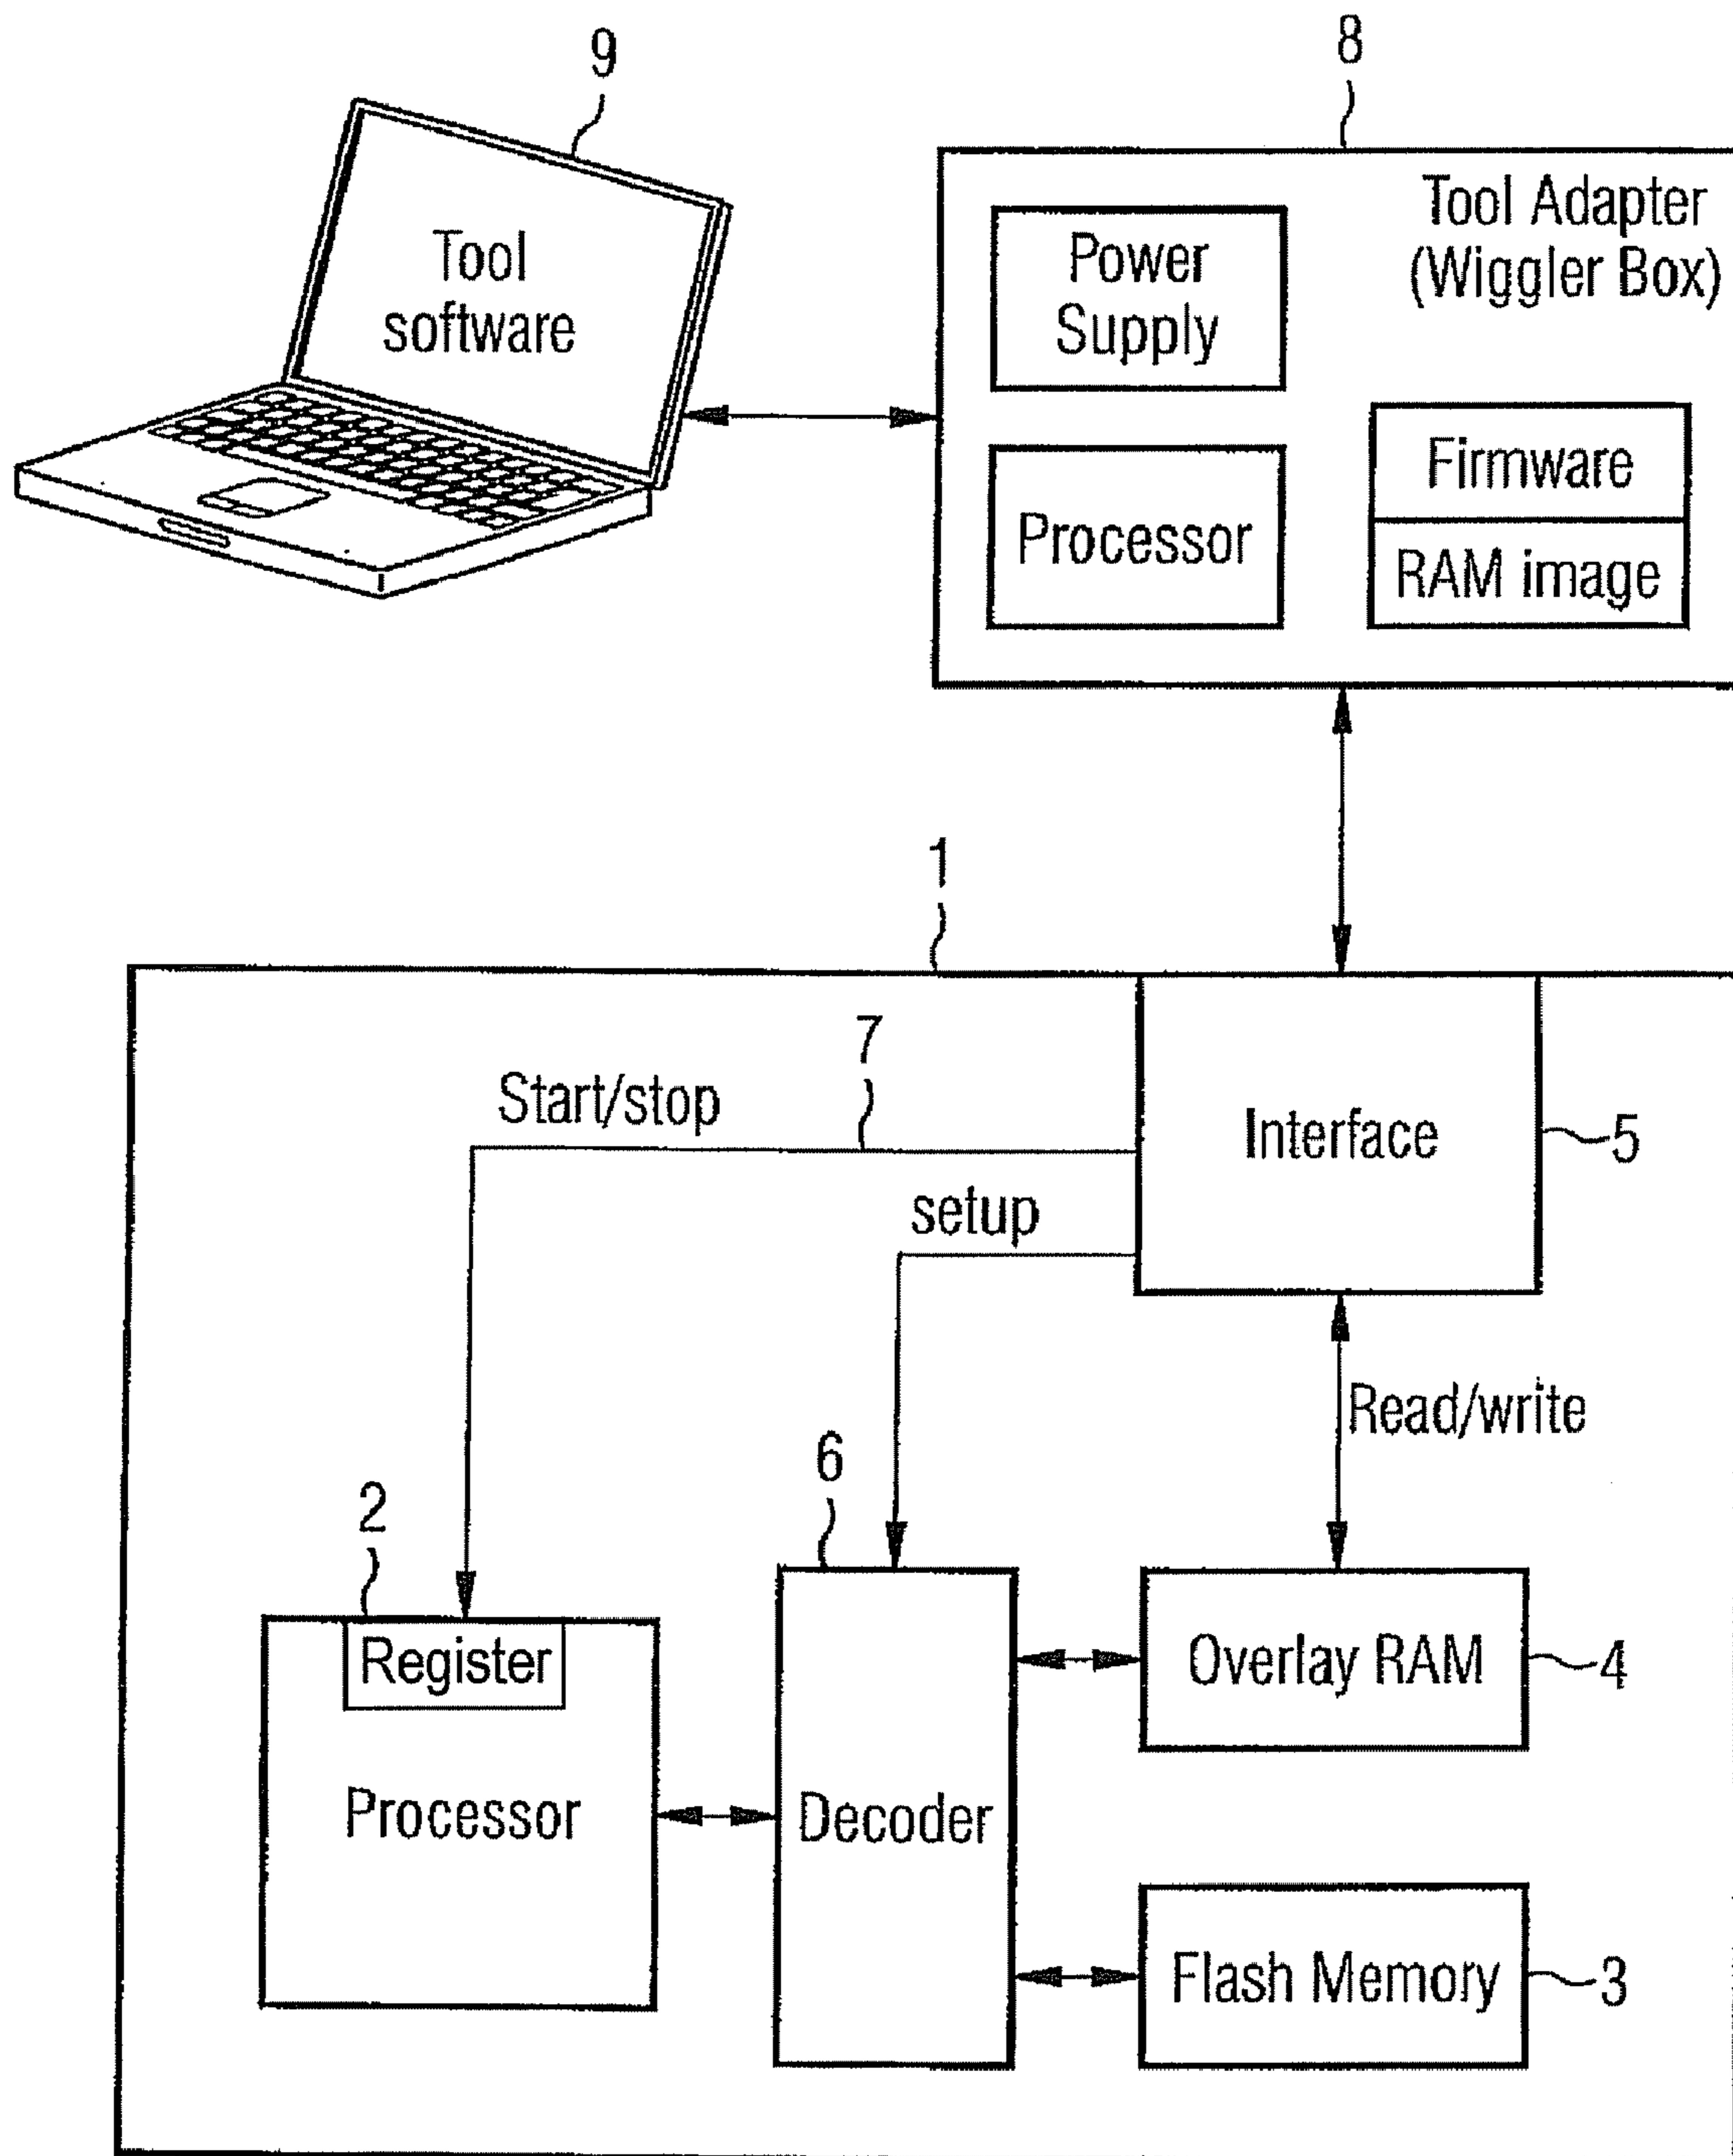 9
8
Tool
software
Tool Adapter
(Wiggler Box)
Power
Supply
Processor
Firmware
RAM image
1
7
Start/stop
Interface
5
setup
Read/write
6
2
Register
Processor
Decoder
Overlay RAM
4
Flash Memory
3